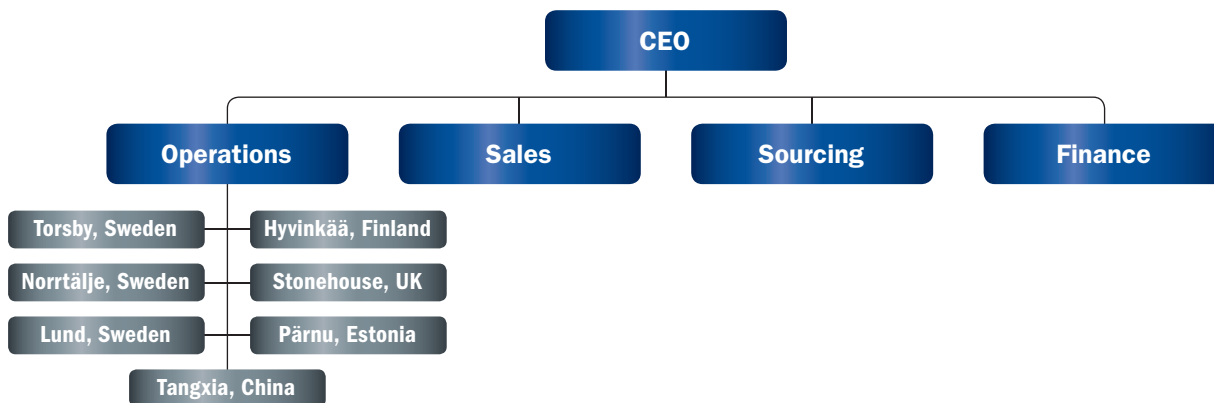 CEO
Operations
Sales
Sourcing
Finance
Torsby, Sweden
Hyvinkää, Finland
Norrtälje, Sweden
Stonehouse, UK
Lund, Sweden
Pärnu, Estonia
Tangxia, China